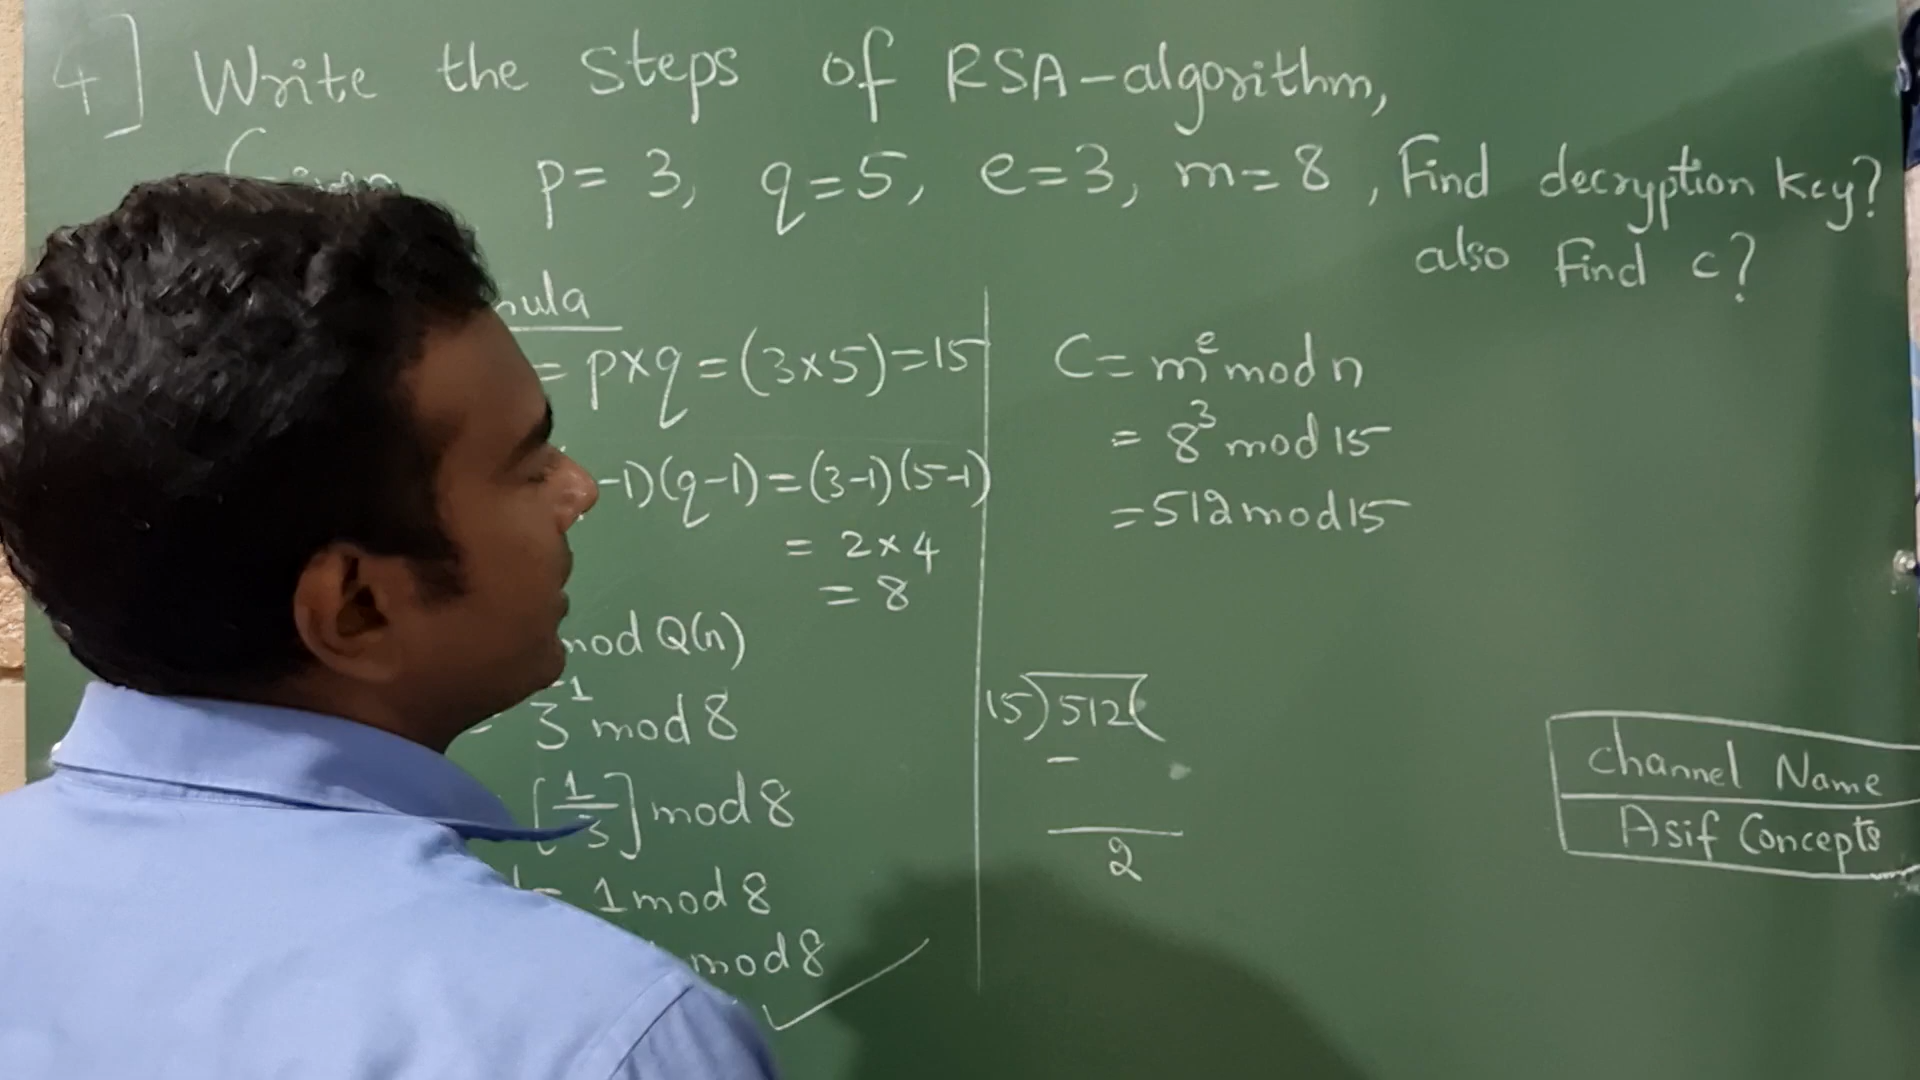 4] Write the steps of RSA-algorithm,
Given p= 3, q=5, e=3, m=8, Find decryption key?
also Find c?
= p×q=(3×5)=15
-1)(q-1)=(3-1)(5-1)
= 2×4
= 8
mod Q(n)
3⁻¹ mod 8
[1/3] mod 8
= 1 mod 8
mod 8
C= mᵉ mod n
= 8³ mod 15
=512 mod 15
15)512(
-
2
Channel Name
Asif Concepts